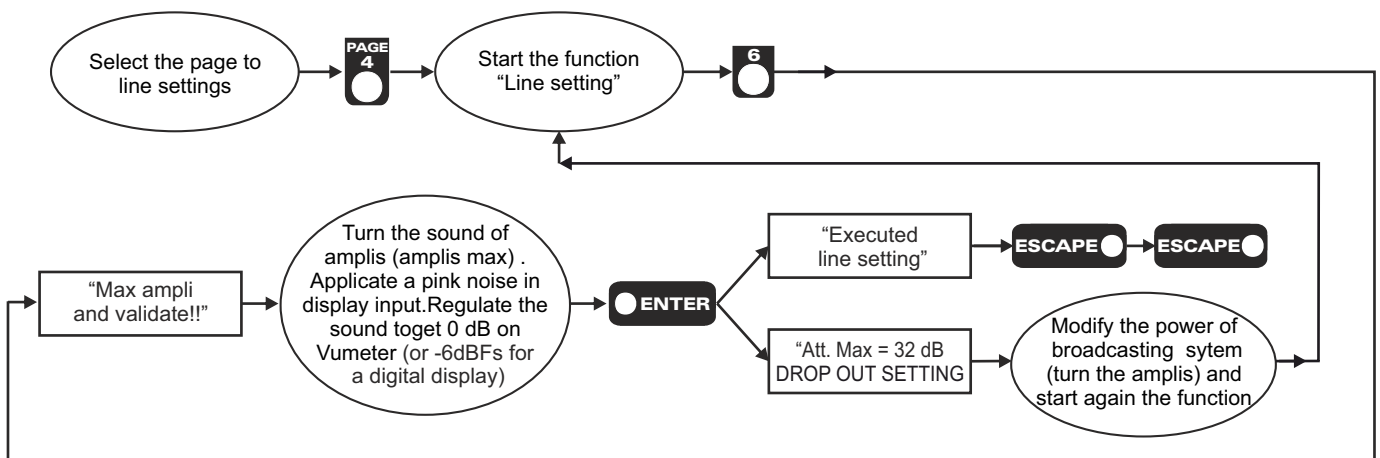 Select the page to
line settings
PAGE
4
Start the function
“Line setting”
6
“Max ampli
and validate!!”
Turn the sound of
amplis (amplis max) .
Applicate a pink noise in
display input.Regulate the
sound toget 0 dB on
Vumeter (or -6dBFs for
a digital display)
ENTER
“Executed
line setting”
ESCAPE
ESCAPE
“Att. Max = 32 dB
DROP OUT SETTING
Modify the power of
broadcasting sytem
(turn the amplis) and
start again the function